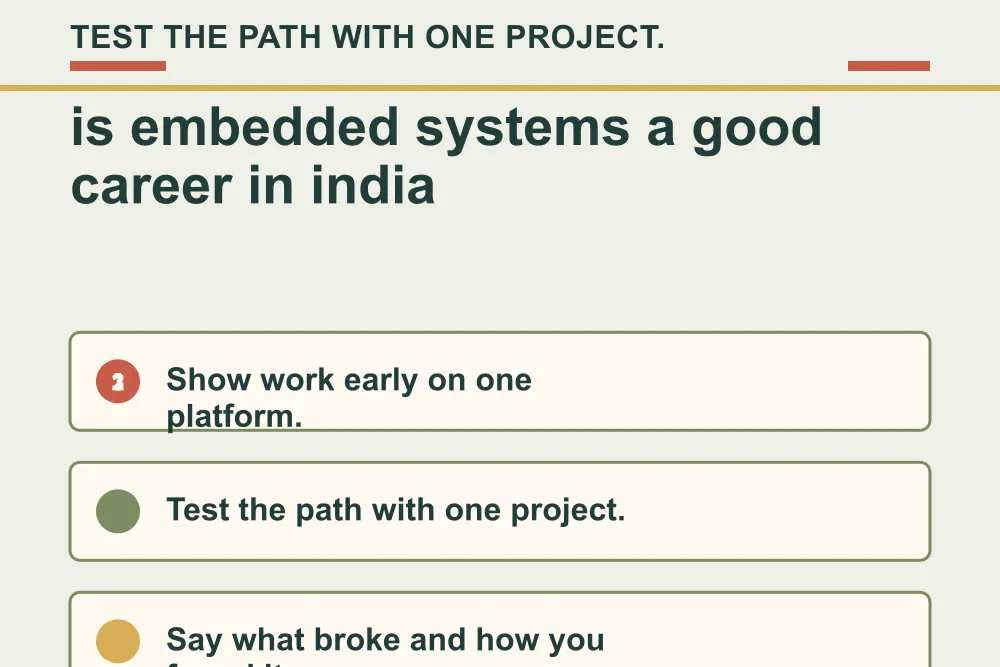 TEST THE PATH WITH ONE PROJECT.
is embedded systems a good
career in india
Show work early on one
platform.
Test the path with one project.
Say what broke and how you